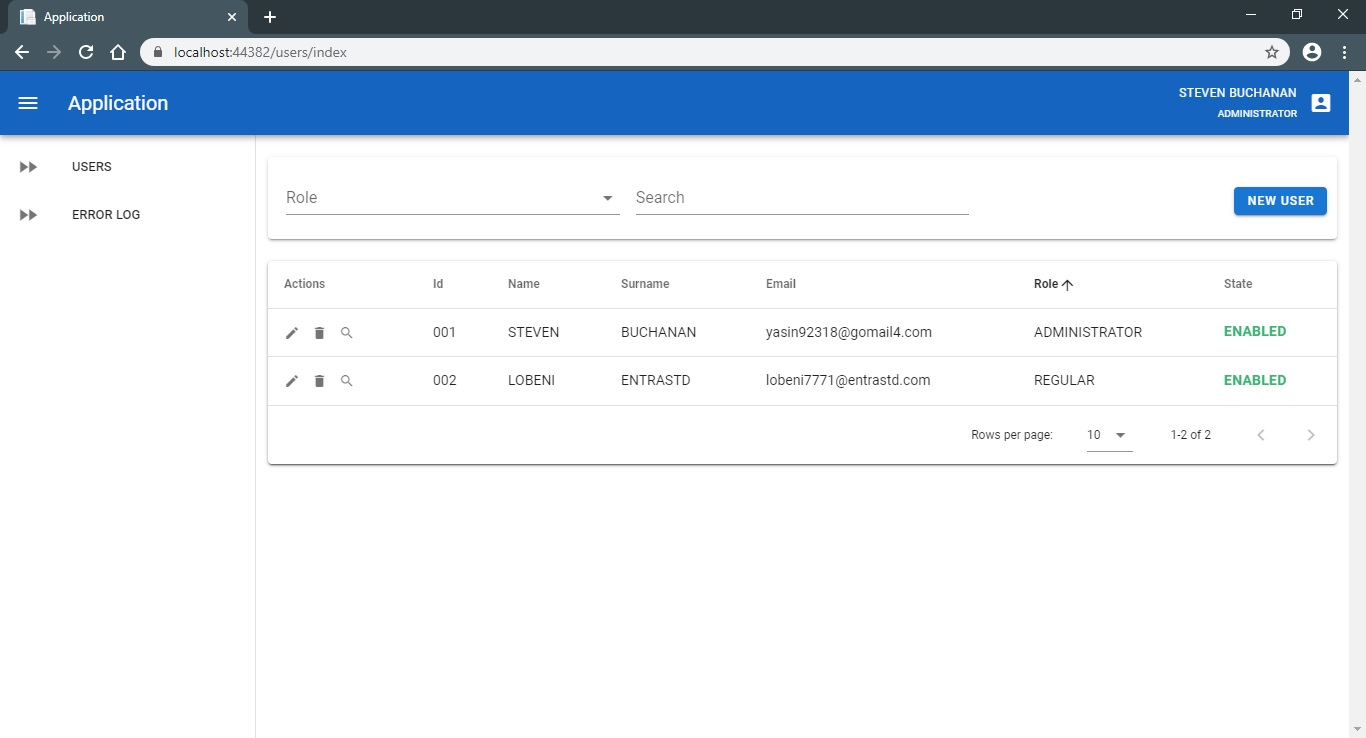 Application
localhost:44382/users/index
Application
STEVEN BUCHANAN
ADMINISTRATOR
USERS
ERROR LOG
Role
Search
NEW USER
Actions Id Name Surname Email Role State
001 STEVEN BUCHANAN yasin92318@gomail4.com ADMINISTRATOR ENABLED
002 LOBENI ENTRASTD lobeni7771@entrastd.com REGULAR ENABLED
Rows per page: 10 1-2 of 2